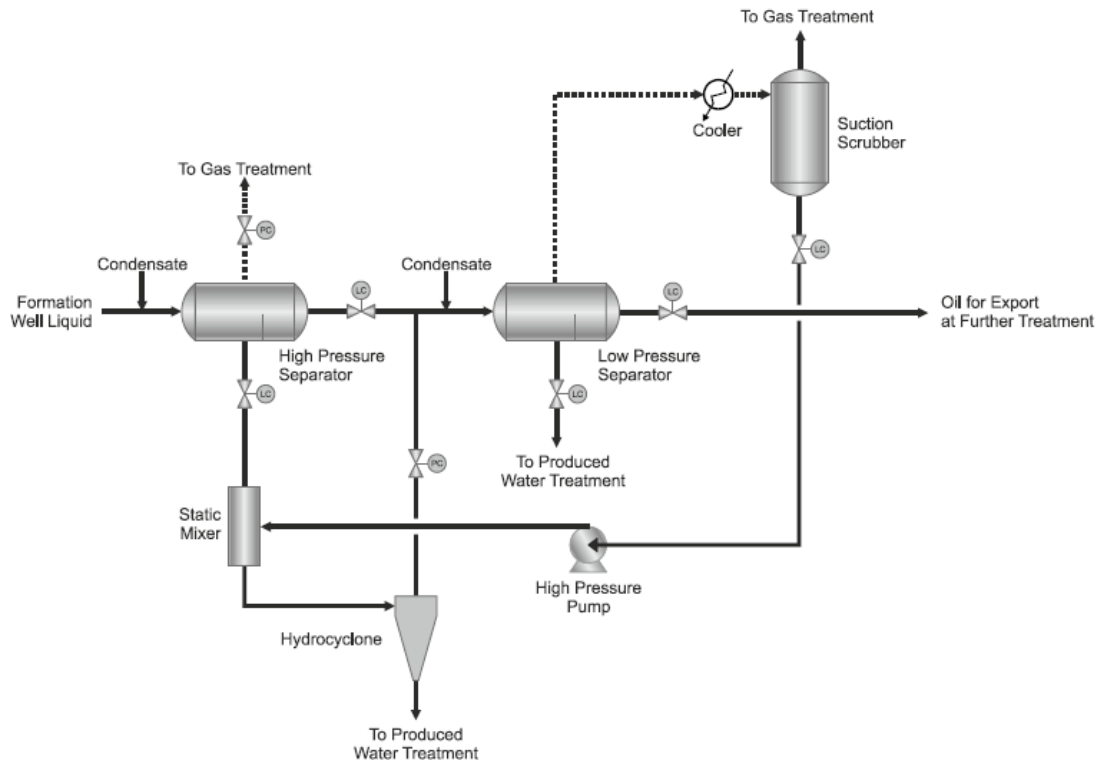 To Gas Treatment
Cooler
Suction
Scrubber
To Gas Treatment
PC
LC
Condensate
Condensate
LC
LC
Formation
Well Liquid
Oil for Export
at Further Treatment
High Pressure
Separator
Low Pressure
Separator
LC
LC
To Produced
Water Treatment
PC
Static
Mixer
High Pressure
Pump
Hydrocyclone
To Produced
Water Treatment